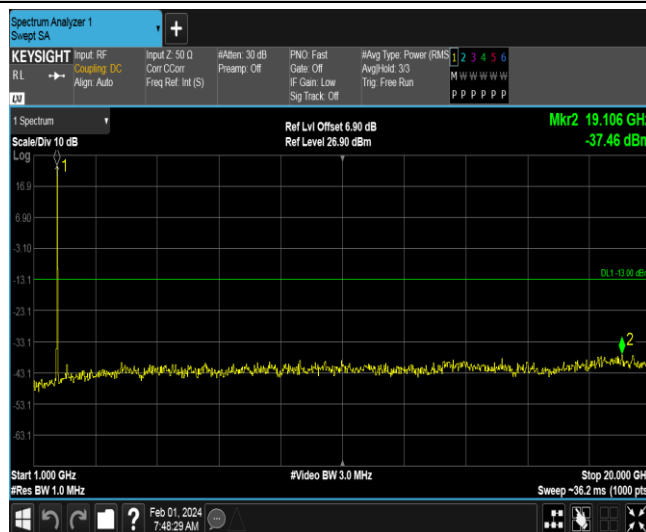 Spectrum Analyzer 1
Swept SA
KEYSIGHT
RL
LXI
Input: RF
Coupling: DC
Align: Auto
Input Z: 50 Ω
Corr CCorr
Freq Ref: Int (S)
#Atten: 30 dB
Preamp: Off
PNO: Fast
Gate: Off
IF Gain: Low
Sig Track: Off
#Avg Type: Power (RMS
Avg|Hold: 3/3
Trig: Free Run
1 2 3 4 5 6
M W W W W W
P P P P P P
1 Spectrum
Scale/Div 10 dB
Log
Ref Lvl Offset 6.90 dB
Ref Level 26.90 dBm
Mkr2 19.106 GHz
-37.46 dBm
1
16.9
6.90
-3.10
-13.1
DL1 -13.00 dBm
-33.1
2
-43.1
-53.1
-63.1
Start 1.000 GHz
#Res BW 1.0 MHz
#Video BW 3.0 MHz
Stop 20.000 GHz
Sweep ~36.2 ms (1000 pts
?
Feb 01, 2024
7:48:29 AM